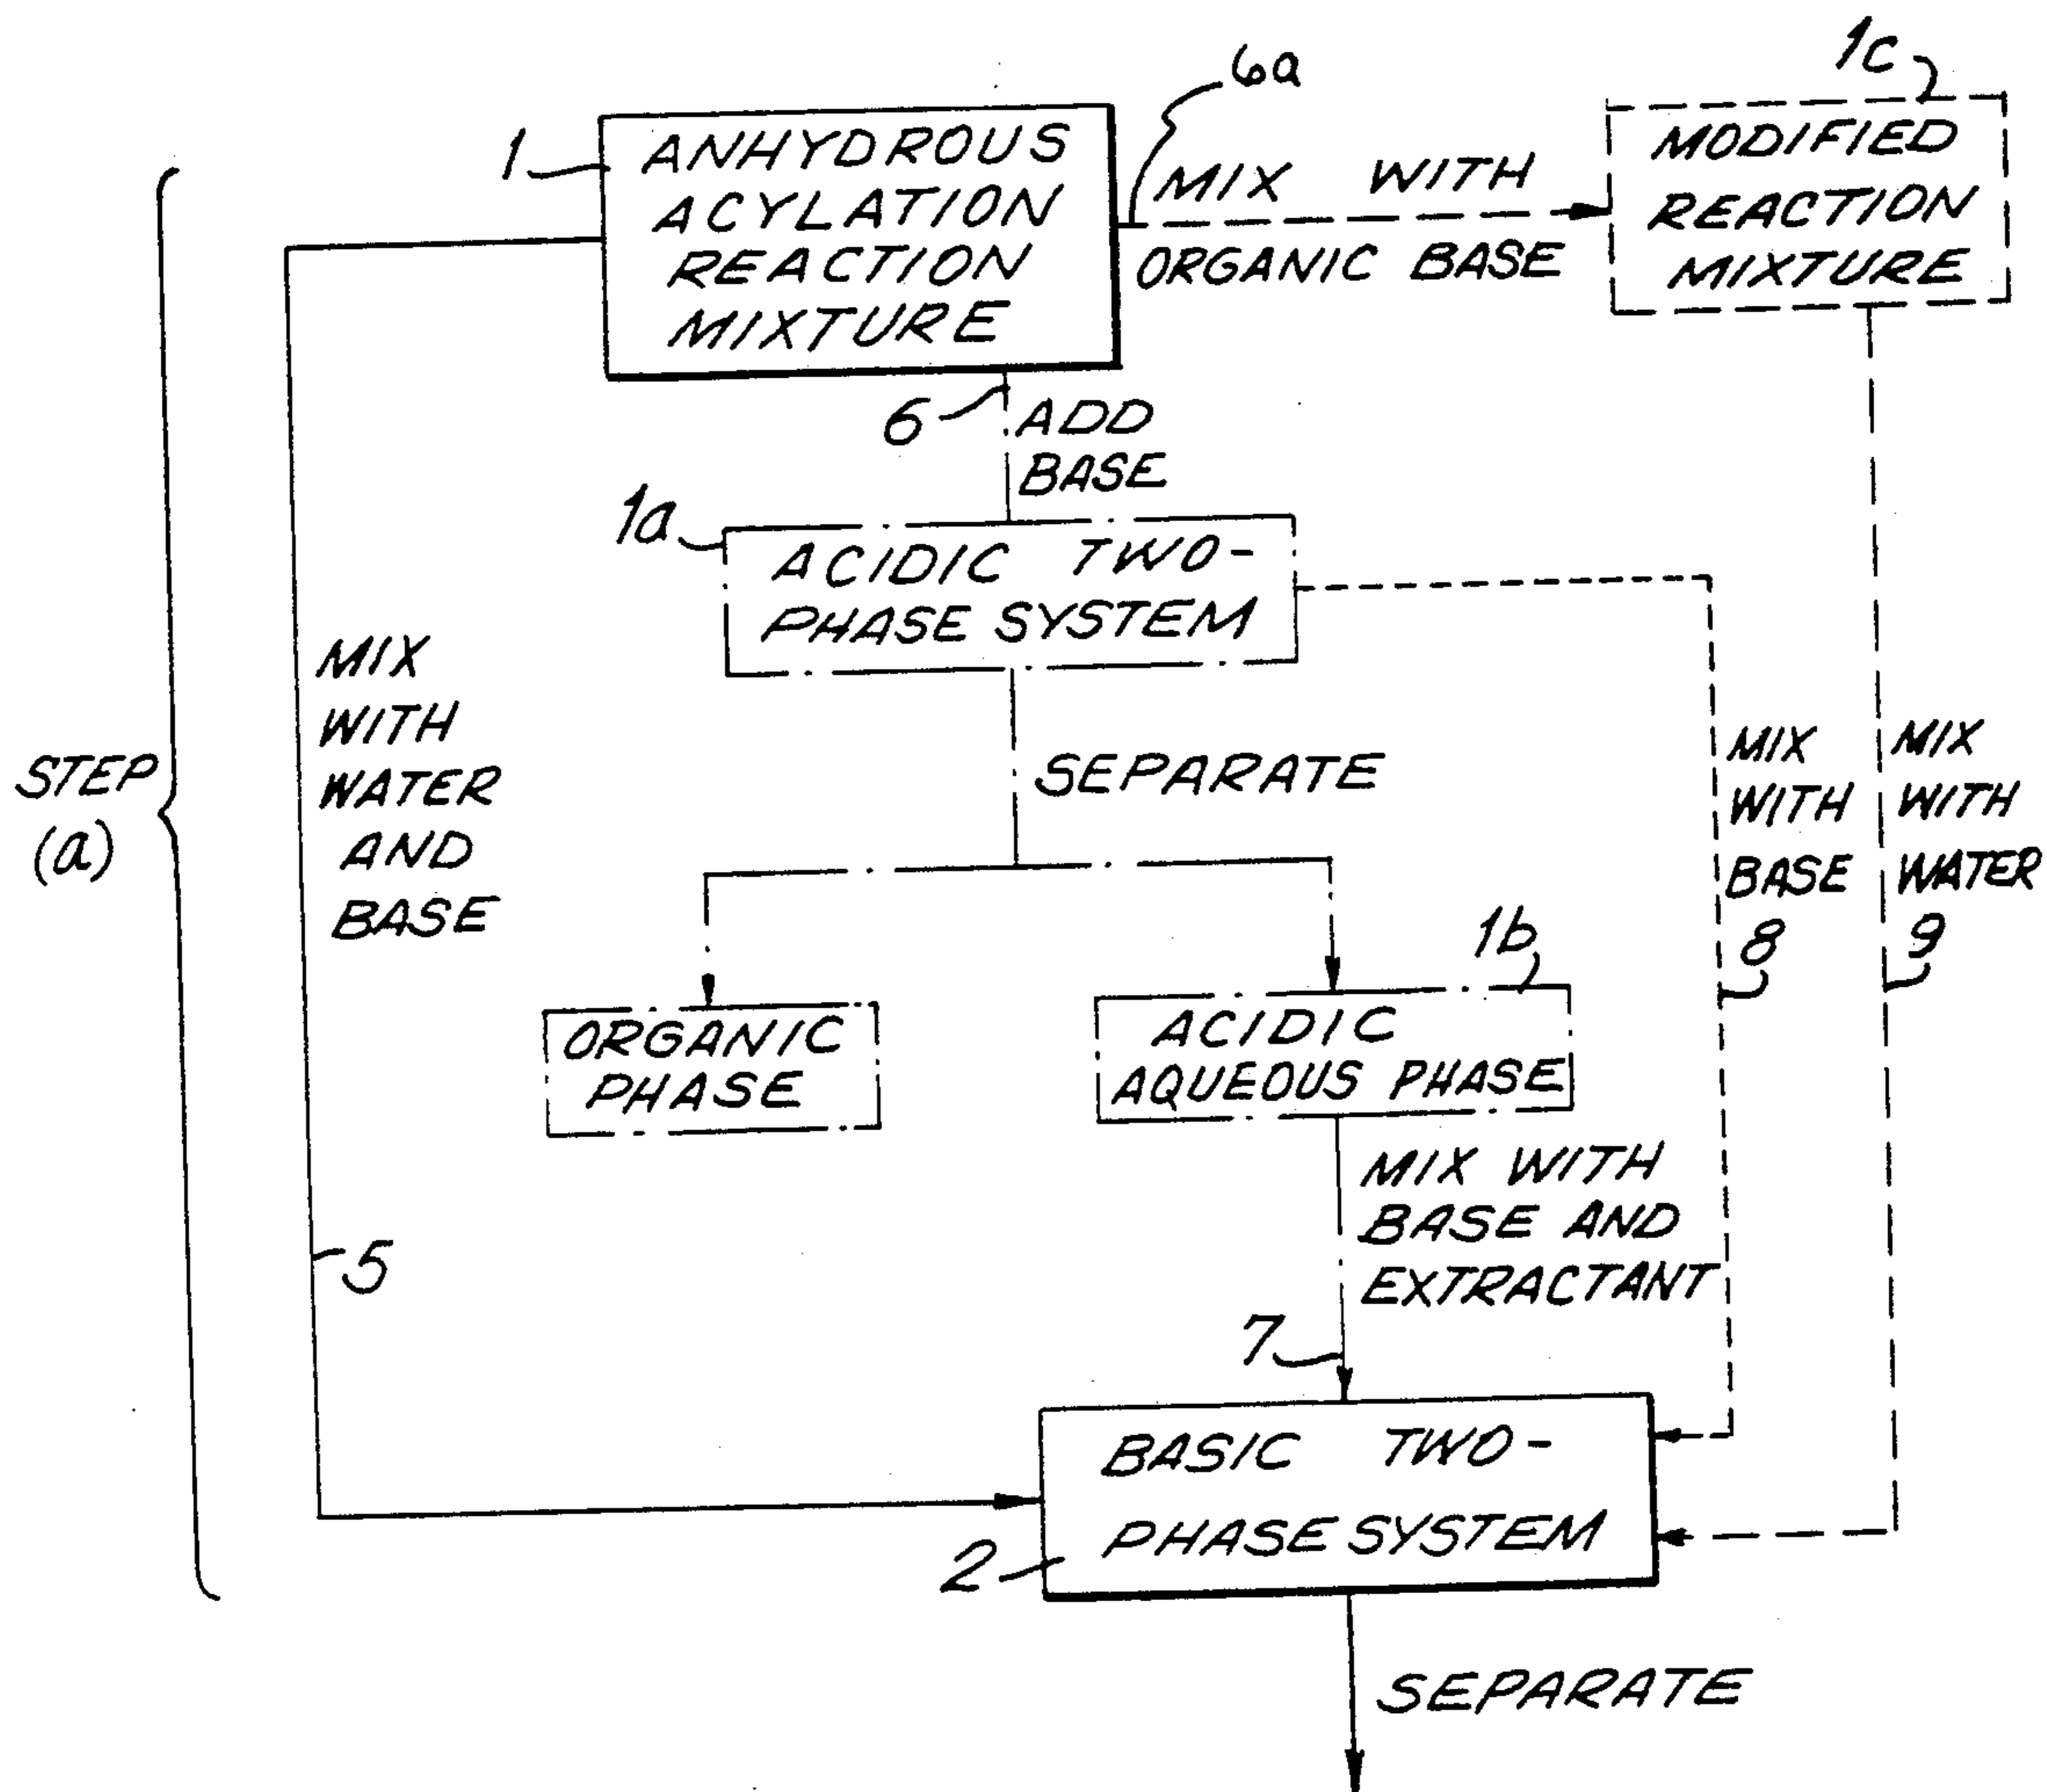 1c
6a
1
ANHYDROUS
ACYLATION
REACTION
MIXTURE
MIX WITH
ORGANIC BASE
MODIFIED
REACTION
MIXTURE
6
ADD
BASE
1a
ACIDIC TWO-
PHASE SYSTEM
STEP
(a)
MIX
WITH
WATER
AND
BASE
SEPARATE
MIX
WITH
BASE
8
MIX
WITH
WATER
9
1b
ORGANIC
PHASE
ACIDIC
AQUEOUS PHASE
MIX WITH
BASE AND
EXTRACTANT
5
7
BASIC TWO-
PHASE SYSTEM
2
SEPARATE